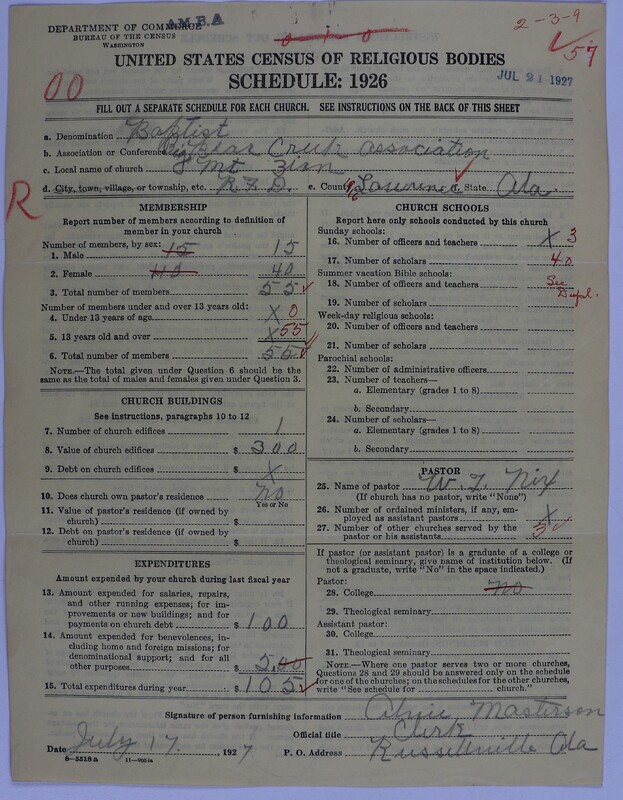 DEPARTMENT OF COMMERCE
A.M.B.A
BUREAU OF THE CENSUS
WASHINGTON
2-3-9
57
UNITED STATES CENSUS OF RELIGIOUS BODIES
SCHEDULE: 1926
JUL 21 1927
00
FILL OUT A SEPARATE SCHEDULE FOR EACH CHURCH. SEE INSTRUCTIONS ON THE BACK OF THIS SHEET
a. Denomination Baptist
b. Association or Conference Big Bear Creek Association
c. Local name of church Mt Zion
d. City, town, village, or township, etc. R.F.D. e. County Lawrence f. State Ala.
R
MEMBERSHIP
Report number of members according to definition of member in your church
Number of members, by sex:
1. Male 15 15
2. Female 40 40
3. Total number of members 55
Number of members under and over 13 years old:
4. Under 13 years of age X 0
5. 13 years old and over X 55
6. Total number of members 55
NOTE.—The total given under Question 6 should be the same as the total of males and females given under Question 3.
CHURCH BUILDINGS
See instructions, paragraphs 10 to 12
7. Number of church edifices 1
8. Value of church edifices $ 300
9. Debt on church edifices $ X
10. Does church own pastor's residence No
Yes or No
11. Value of pastor's residence (if owned by church) $
12. Debt on pastor's residence (if owned by church) $
EXPENDITURES
Amount expended by your church during last fiscal year
13. Amount expended for salaries, repairs, and other running expenses; for improvements or new buildings; and for payments on church debt $ 100
14. Amount expended for benevolences, including home and foreign missions; for denominational support; and for all other purposes $ 5.00
15. Total expenditures during year $ 105
CHURCH SCHOOLS
Report here only schools conducted by this church
Sunday schools:
16. Number of officers and teachers X 3
17. Number of scholars 40
Summer vacation Bible schools:
18. Number of officers and teachers See Dupl.
19. Number of scholars
Week-day religious schools:
20. Number of officers and teachers
21. Number of scholars
Parochial schools:
22. Number of administrative officers
23. Number of teachers—
a. Elementary (grades 1 to 8)
b. Secondary
24. Number of scholars—
a. Elementary (grades 1 to 8)
b. Secondary
PASTOR
25. Name of pastor W. T. Nix
(If church has no pastor, write "None")
26. Number of ordained ministers, if any, employed as assistant pastors X
27. Number of other churches served by the pastor or his assistants 3
If pastor (or assistant pastor) is a graduate of a college or theological seminary, give name of institution below. (If not a graduate, write "No" in the space indicated.)
Pastor:
28. College No
29. Theological seminary
Assistant pastor:
30. College
31. Theological seminary
NOTE.—Where one pastor serves two or more churches, Questions 28 and 29 should be answered only on the schedule for one of the churches; on the schedules for the other churches, write "See schedule for church."
Signature of person furnishing information Masterson
Official title Clerk
Date July 17, 1927 P. O. Address Russellville Ala
8-5518 a 11-9004a